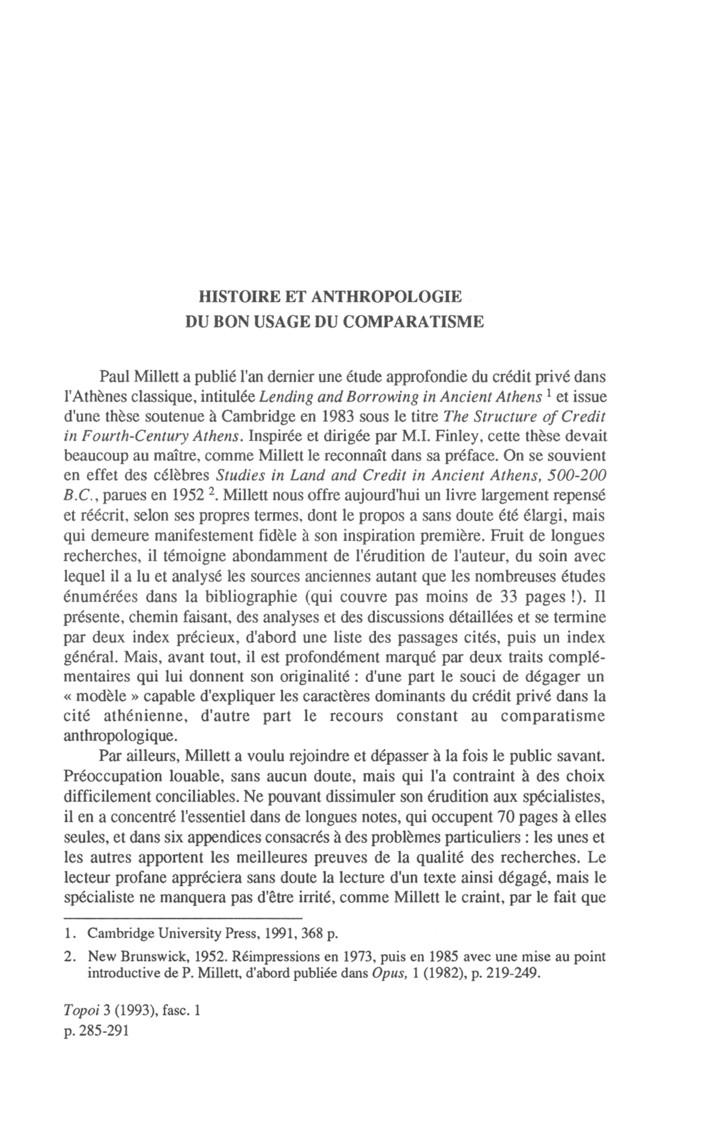 HISTOIRE ET ANTHROPOLOGIE
DU BON USAGE DU COMPARATISME
Paul Millett a publié l'an dernier une étude approfondie du crédit privé dans
l'Athènes classique, intitulée Lending and Borrowing in Ancient Athens 1 et issue
d'une thèse soutenue à Cambridge en 1983 sous le titre The Structure of Credit
in Fourth-Century Athens. Inspirée et dirigée par M.I. Finley, cette thèse devait
beaucoup au maître, comme Millett le reconnaît dans sa préface. On se souvient
en effet des célèbres Studies in Land and Credit in Ancient Athens, 500-200
B.C., parues en 1952 2. Millett nous offre aujourd'hui un livre largement repensé
et réécrit, selon ses propres termes, dont le propos a sans doute été élargi, mais
qui demeure manifestement fidèle à son inspiration première. Fruit de longues
recherches, il témoigne abondamment de l'érudition de l'auteur, du soin avec
lequel il a lu et analysé les sources anciennes autant que les nombreuses études
énumérées dans la bibliographie (qui couvre pas moins de 33 pages !). Il
présente, chemin faisant, des analyses et des discussions détaillées et se termine
par deux index précieux, d'abord une liste des passages cités, puis un index
général. Mais, avant tout, il est profondément marqué par deux traits complé-
mentaires qui lui donnent son originalité : d'une part le souci de dégager un
« modèle » capable d'expliquer les caractères dominants du crédit privé dans la
cité athénienne, d'autre part le recours constant au comparatisme
anthropologique.
Par ailleurs, Millett a voulu rejoindre et dépasser à la fois le public savant.
Préoccupation louable, sans aucun doute, mais qui l'a contraint à des choix
difficilement conciliables. Ne pouvant dissimuler son érudition aux spécialistes,
il en a concentré l'essentiel dans de longues notes, qui occupent 70 pages à elles
seules, et dans six appendices consacrés à des problèmes particuliers : les unes et
les autres apportent les meilleures preuves de la qualité des recherches. Le
lecteur profane appréciera sans doute la lecture d'un texte ainsi dégagé, mais le
spécialiste ne manquera pas d'être irrité, comme Millett le craint, par le fait que
1. Cambridge University Press, 1991, 368 p.
2. New Brunswick, 1952. Réimpressions en 1973, puis en 1985 avec une mise au point
introductive de P. Millett, d'abord publiée dans Opus, 1 (1982), p. 219-249.
Topoi 3 (1993), fasc. 1
p. 285-291